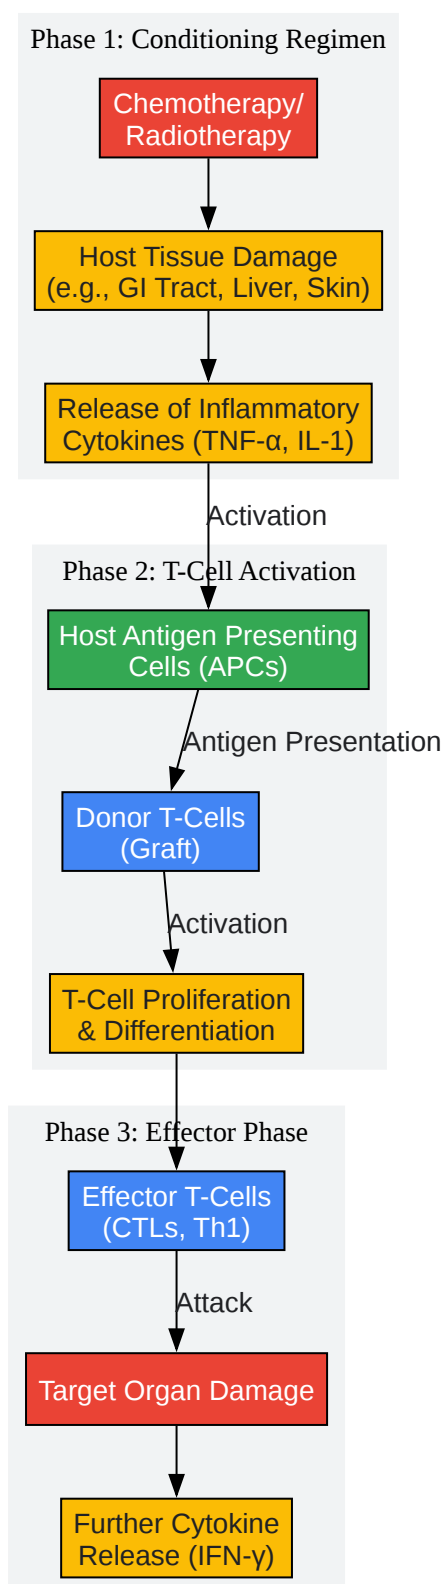 Phase 1: Conditioning Regimen
Chemotherapy/
Radiotherapy
Host Tissue Damage
(e.g., GI Tract, Liver, Skin)
Release of Inflammatory
Cytokines (TNF-α, IL-1)
Activation
Phase 2: T-Cell Activation
Host Antigen Presenting
Cells (APCs)
Antigen Presentation
Donor T-Cells
(Graft)
Activation
T-Cell Proliferation
& Differentiation
Phase 3: Effector Phase
Effector T-Cells
(CTLs, Th1)
Attack
Target Organ Damage
Further Cytokine
Release (IFN-γ)